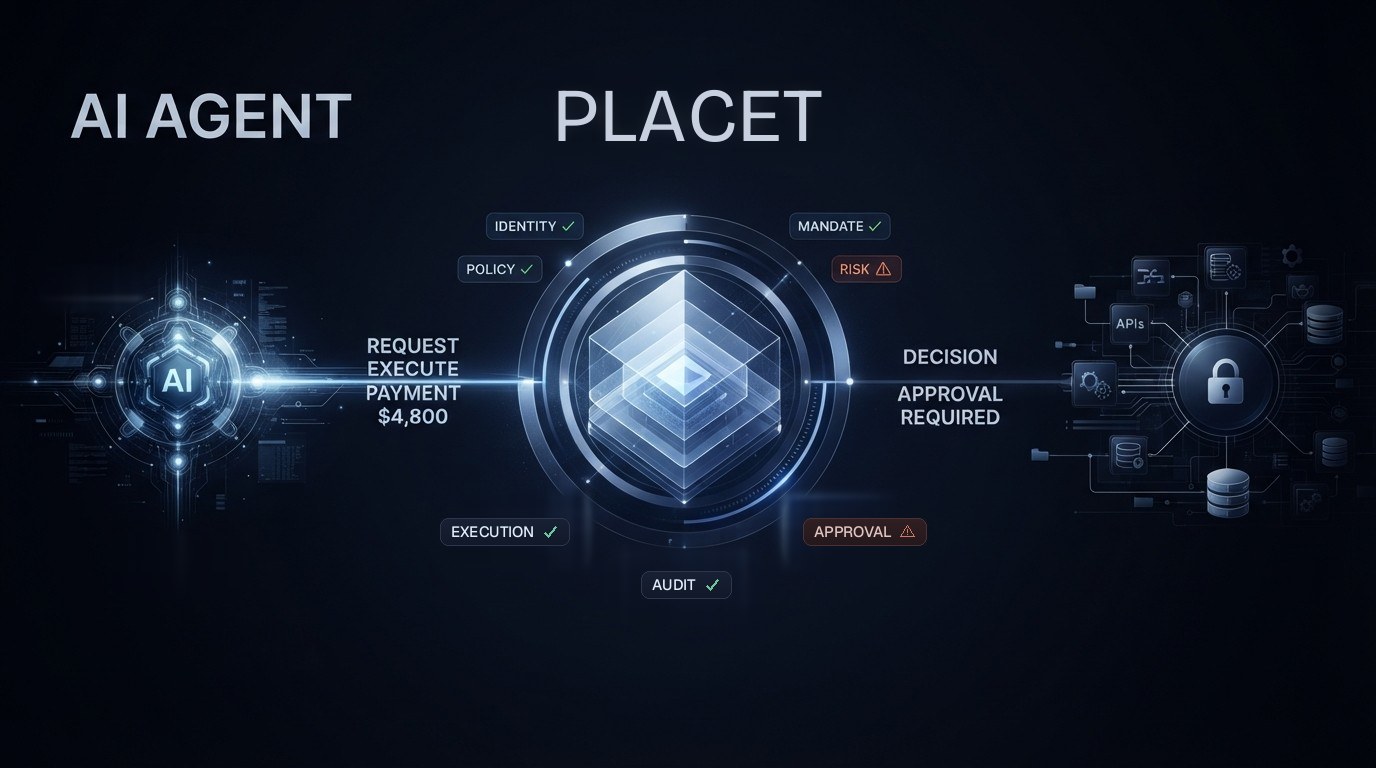 AI AGENT
PLACET
IDENTITY
MANDATE
POLICY
RISK
AI
REQUEST
EXECUTE
PAYMENT
$4,800
DECISION
APPROVAL
REQUIRED
APIs
EXECUTION
APPROVAL
AUDIT